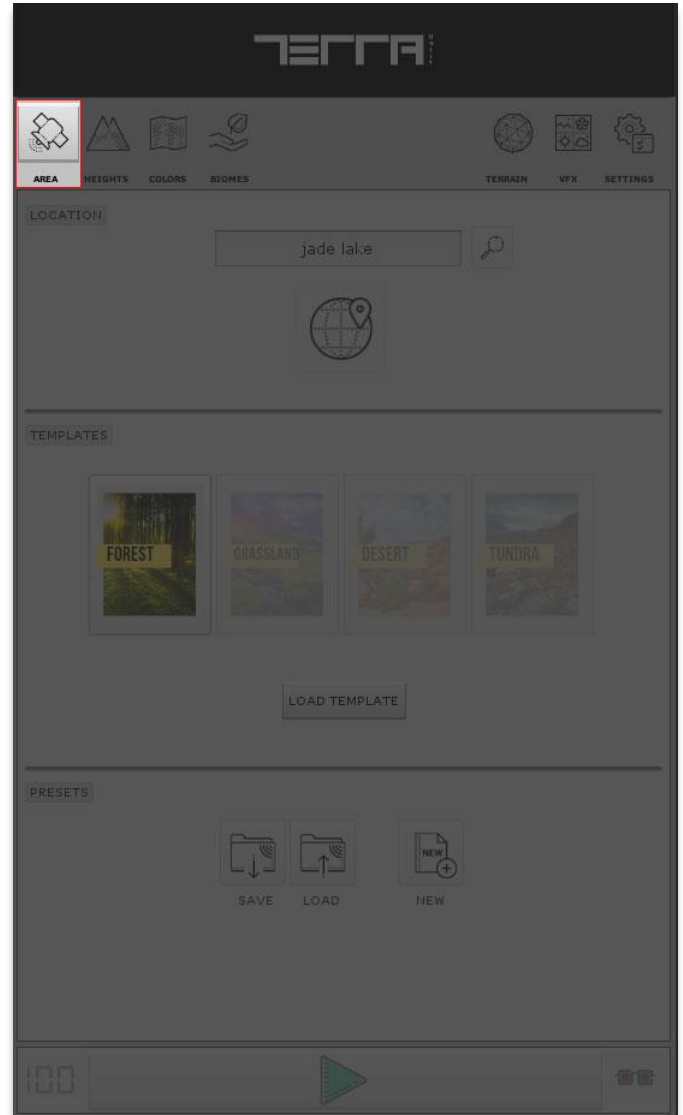 TERRA
UNITY
AREA HEIGHTS COLORS BIOMES TERRAIN VFX SETTINGS
LOCATION
jade lake
TEMPLATES
FOREST GRASSLAND DESERT TUNDRA
LOAD TEMPLATE
PRESETS
NEW
SAVE LOAD NEW
100